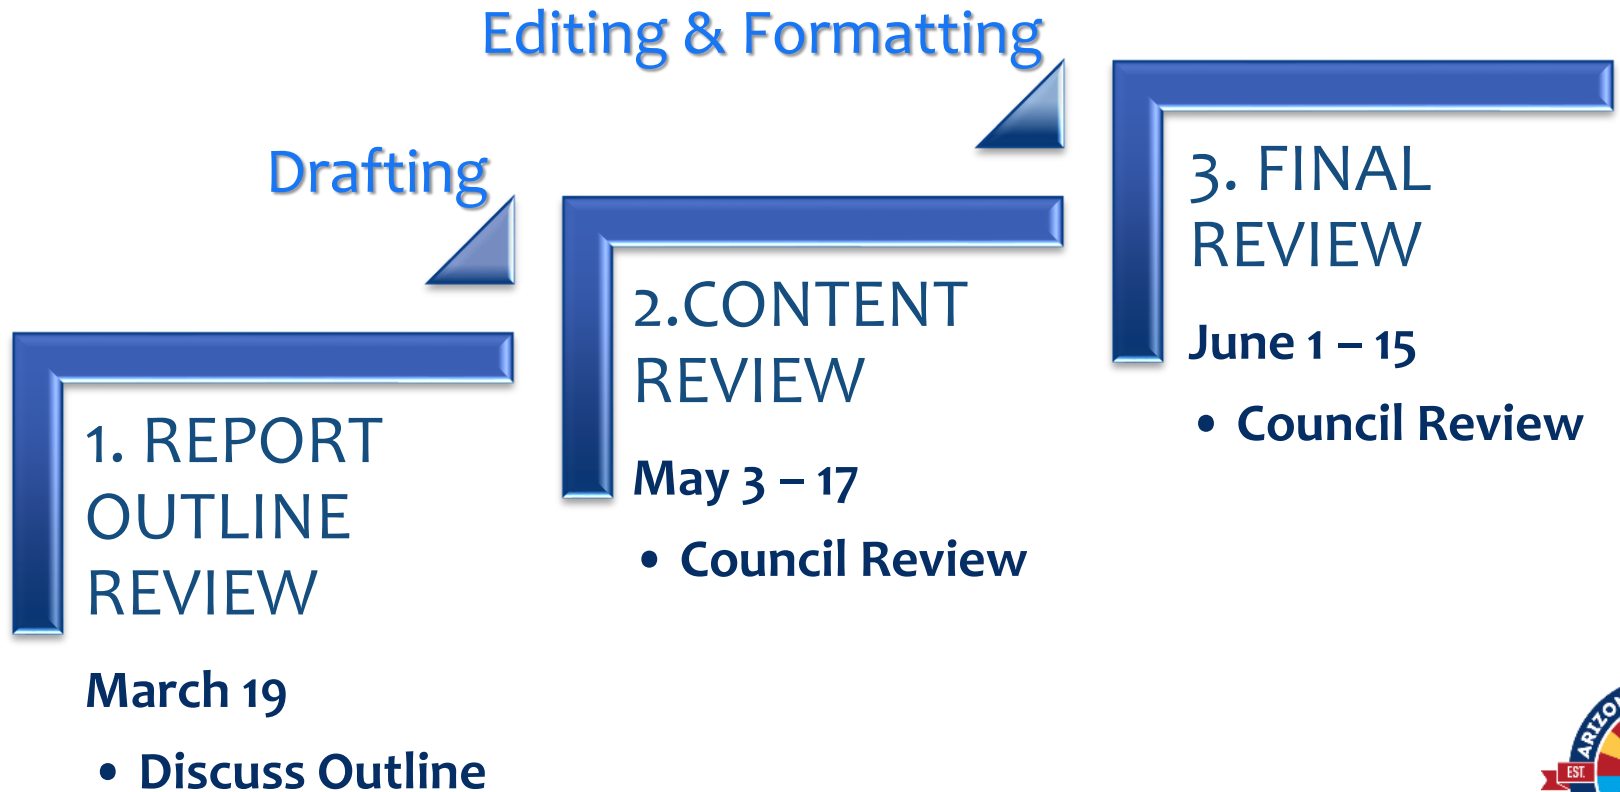 Editing & Formatting
Drafting
1. REPORT
OUTLINE
REVIEW
March 19
• Discuss Outline
2.CONTENT
REVIEW
May 3 – 17
• Council Review
3. FINAL
REVIEW
June 1 – 15
• Council Review
EST.